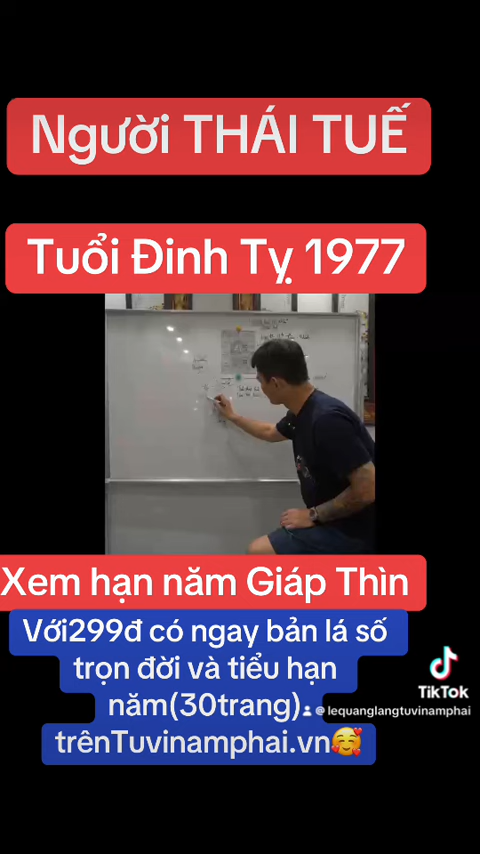 Người THÁI TUẾ
Tuổi Đinh Tỵ 1977
Xem hạn năm Giáp Thìn
Với299đ có ngay bản lá số
trọn đời và tiểu hạn
năm(30trang)
trênTuvinamphai.vn🥰
TikTok
@lequanglangtuvinamphai